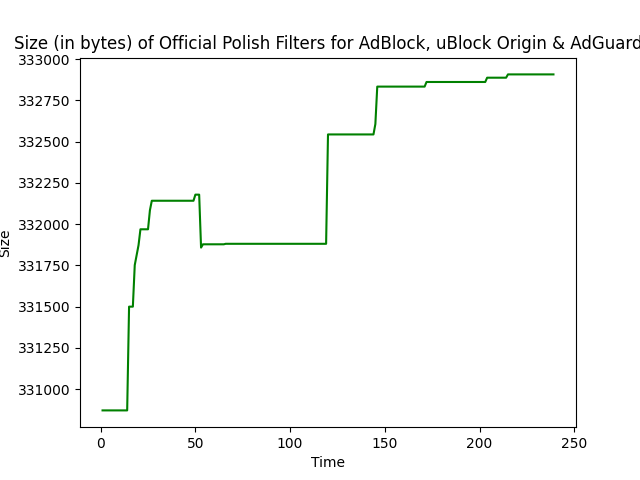 Size (in bytes) of Official Polish Filters for AdBlock, uBlock Origin & AdGuard
333000
332750
332500
332250
332000
331750
331500
331250
331000
Size
0 50 100 150 200 250
Time